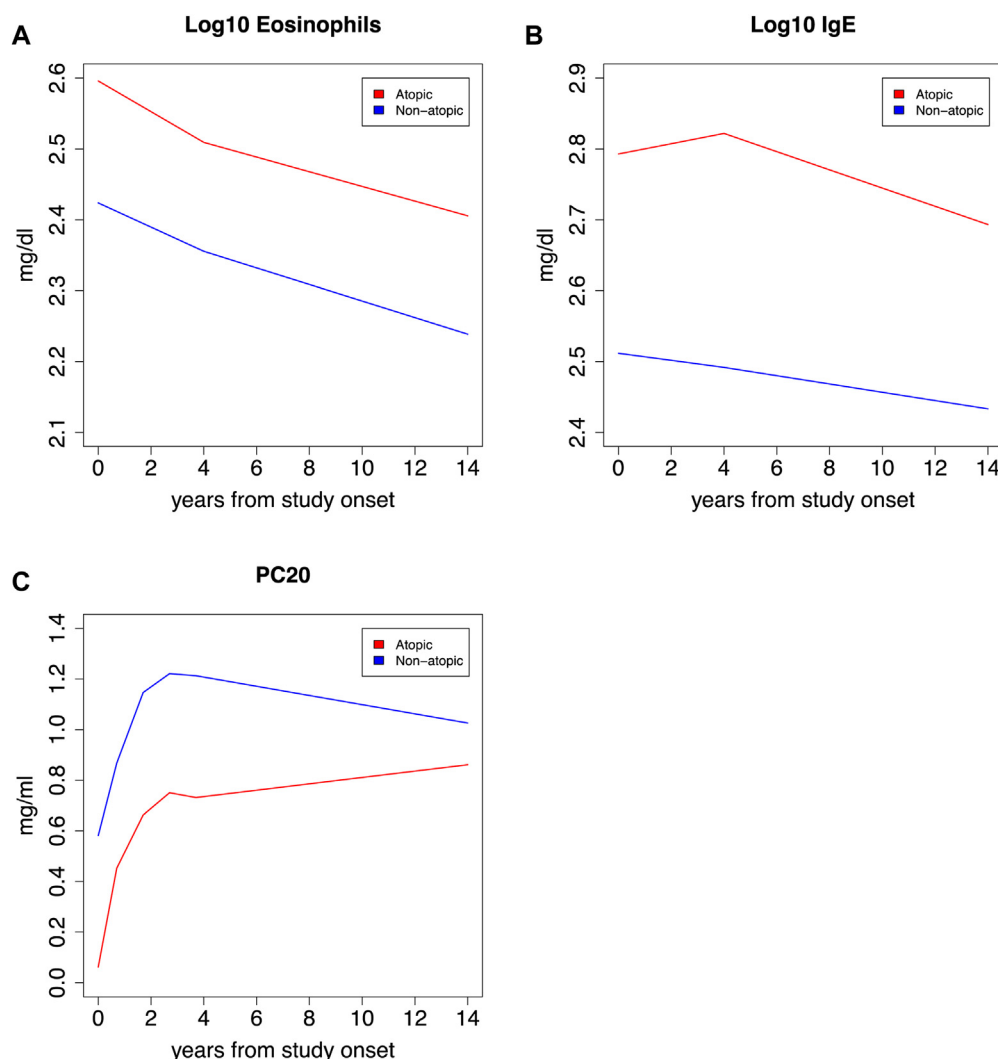 A
Log10 Eosinophils
mg/dl
2.6
2.5
2.4
2.3
2.2
2.1
Atopic
Non-atopic
0 2 4 6 8 10 12 14
years from study onset
B
Log10 IgE
mg/dl
2.9
2.8
2.7
2.6
2.5
2.4
Atopic
Non-atopic
0 2 4 6 8 10 12 14
years from study onset
C
PC20
mg/ml
1.4
1.2
1.0
0.8
0.6
0.4
0.2
0.0
Atopic
Non-atopic
0 2 4 6 8 10 12 14
years from study onset